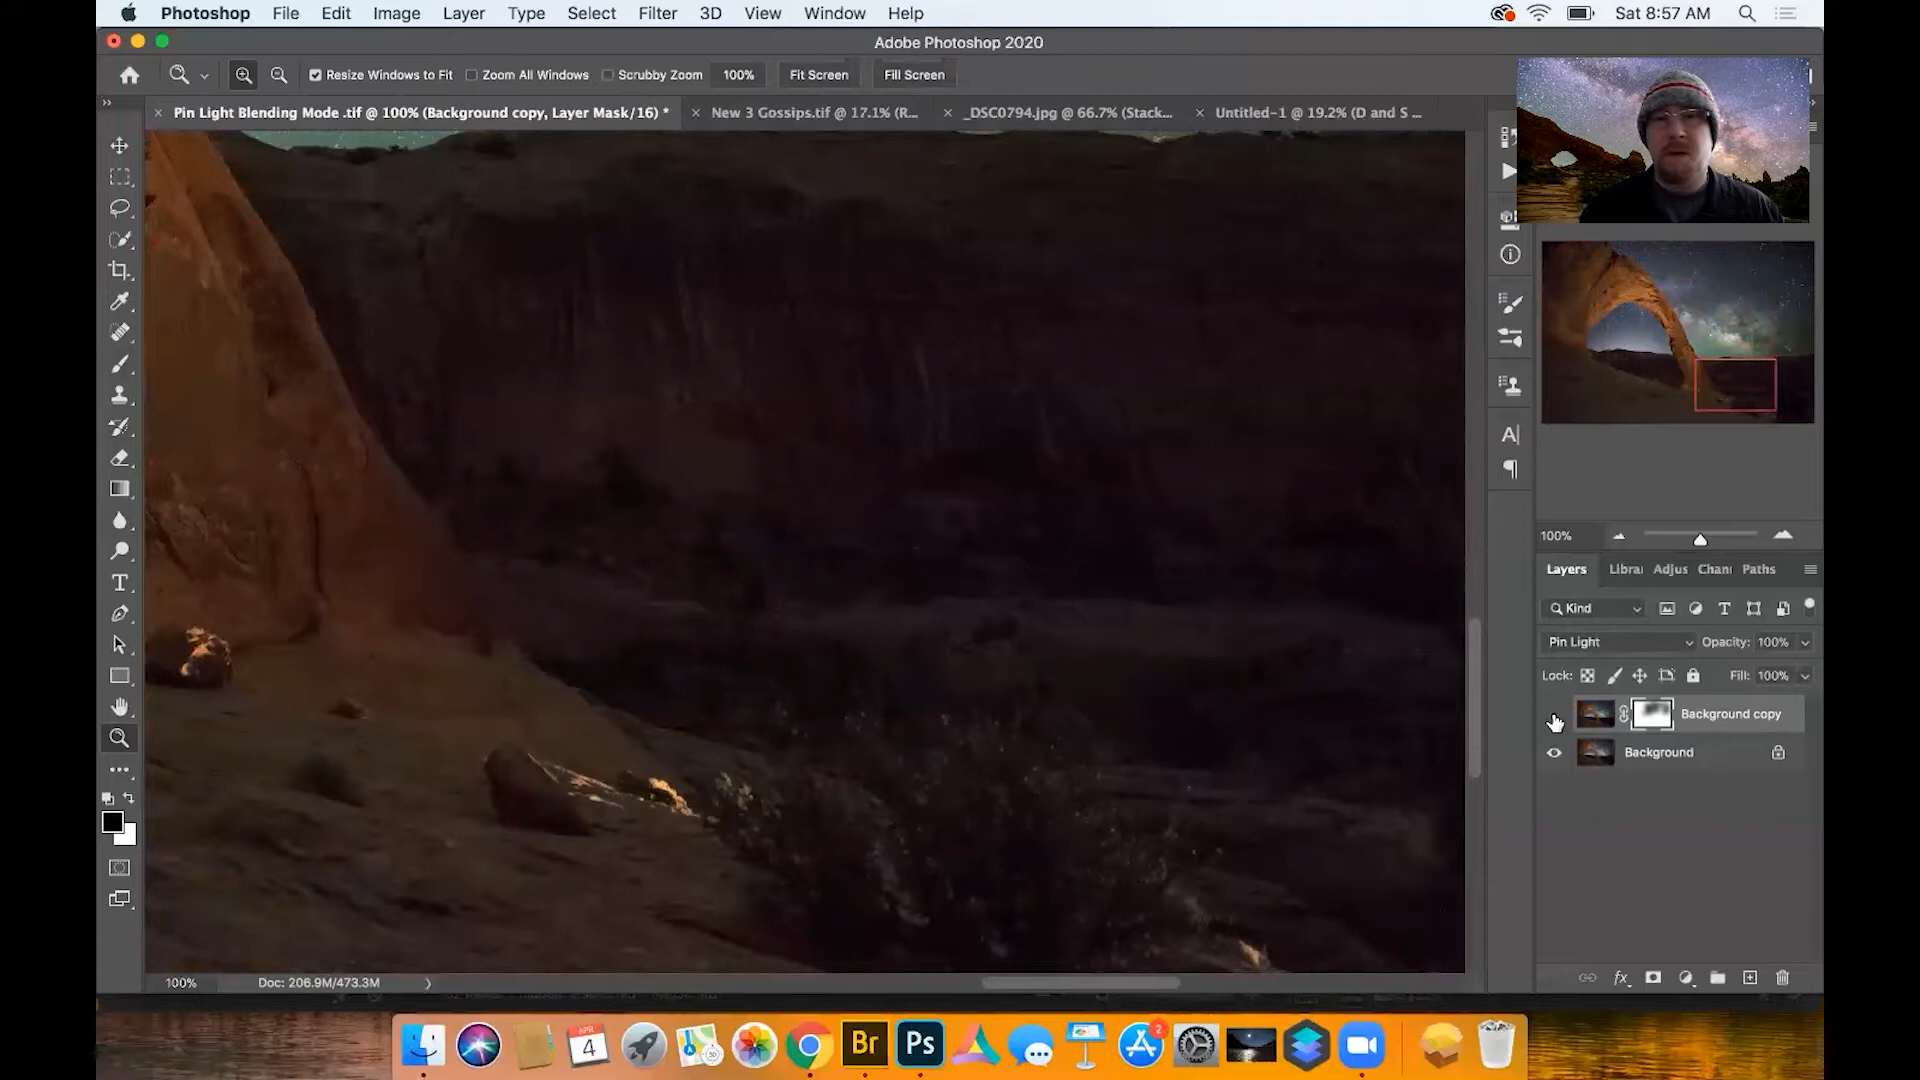 Photoshop File Edit Image Layer Type Select Filter 3D View Window Help Sat 8:57 AM
Adobe Photoshop 2020
Resize Windows to Fit Zoom All Windows Scrubby Zoom 100% Fit Screen Fill Screen
Pin Light Blending Mode .tif @ 100% (Background copy, Layer Mask/16) * New 3 Gossips.tif @ 17.1% (R... _DSC0794.jpg @ 66.7% (Stack... Untitled-1 @ 19.2% (D and S ...
100%
Layers Librai Adjus Chan Paths
Kind
Pin Light Opacity: 100%
Lock: Fill: 100%
Background copy
Background
100% Doc: 206.9M/473.3M
APR
4
Br
Ps
2